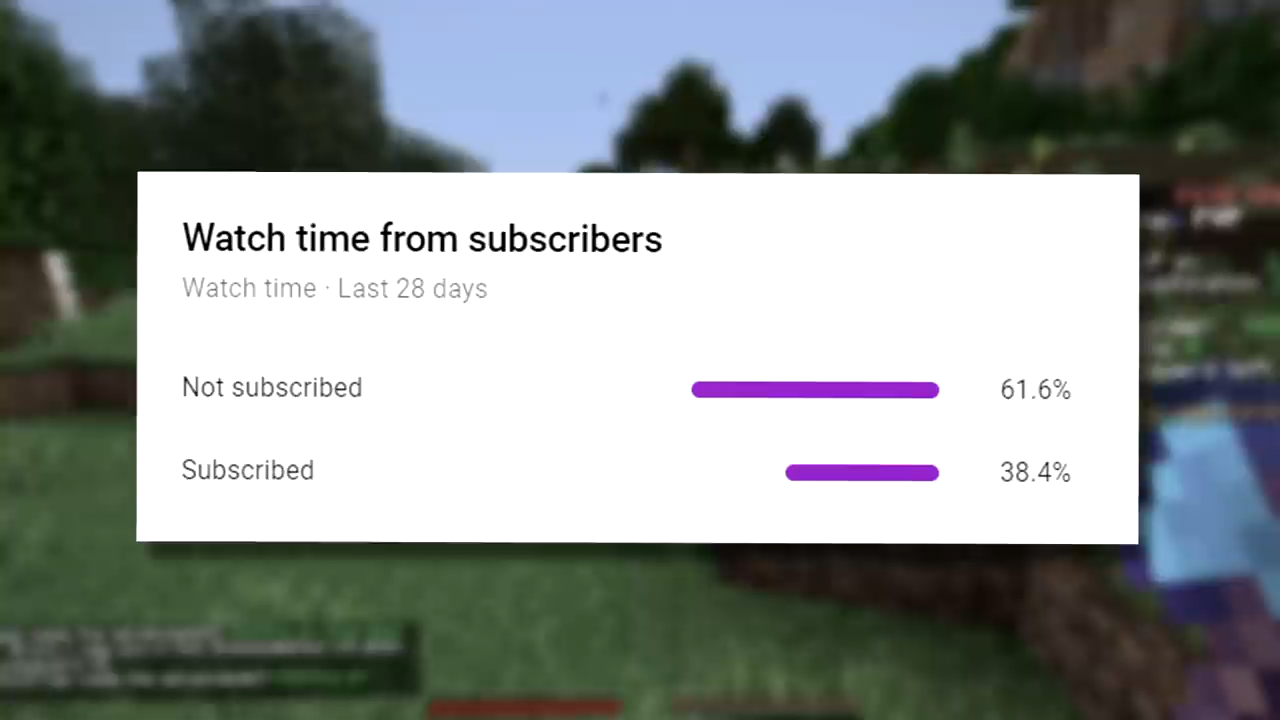 Watch time from subscribers
Watch time · Last 28 days
Not subscribed 61.6%
Subscribed 38.4%